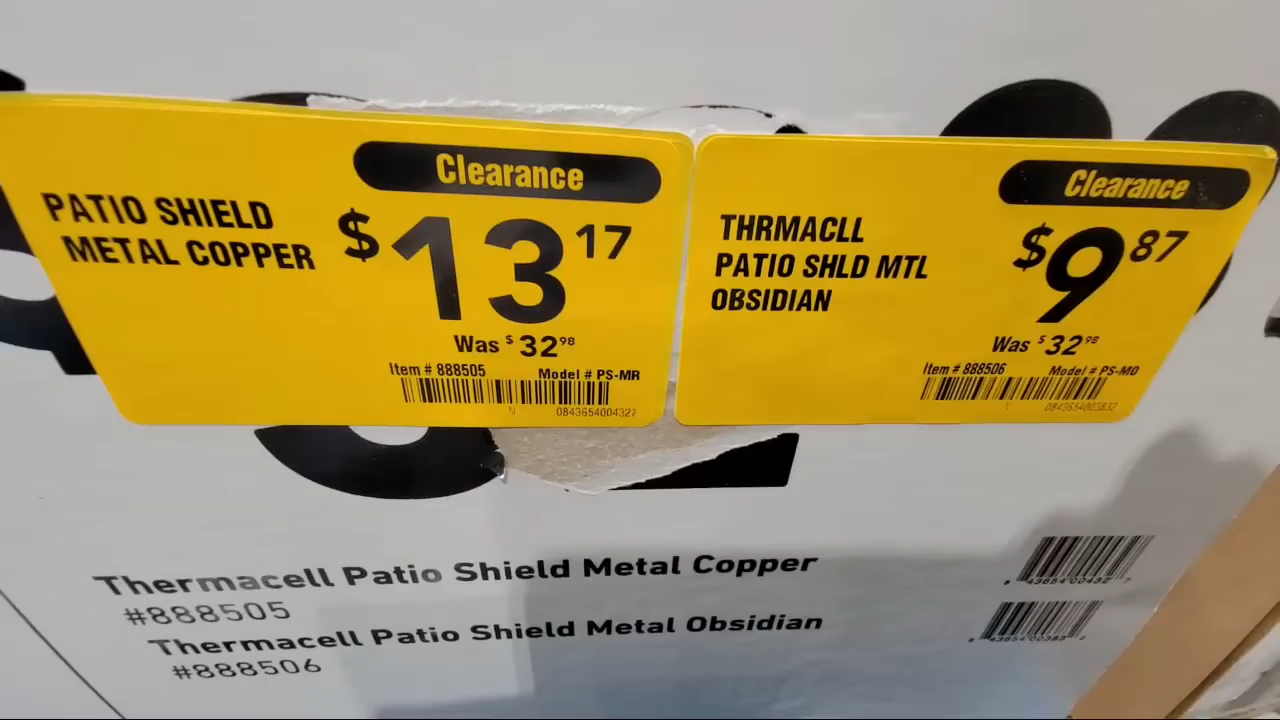 Clearance
PATIO SHIELD
METAL COPPER
$13 17
Was $32 98
Item # 888505 Model # PS-MR
N 0843654004327
Clearance
THRMACLL
PATIO SHLD MTL
OBSIDIAN
$9 87
Was $32 98
Item # 888506 Model # PS-MO
N 0843654003832
Thermacell Patio Shield Metal Copper
#888505
Thermacell Patio Shield Metal Obsidian
#888506